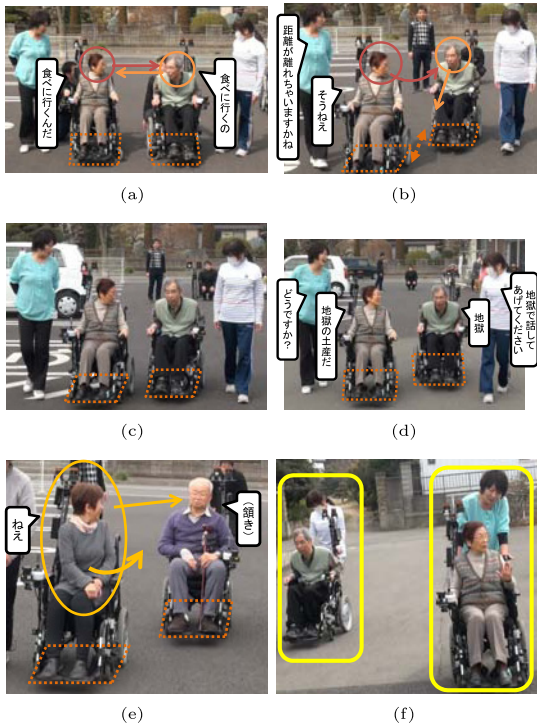 食べに行くんだ
食べに行くの
(a)
距離が離れちゃいますかね
そうねえ
(b)
(c)
どうですか?
地獄の土産だ
地獄
地獄で話して
あげてください
(d)
ねえ
(頷き)
(e)
(f)